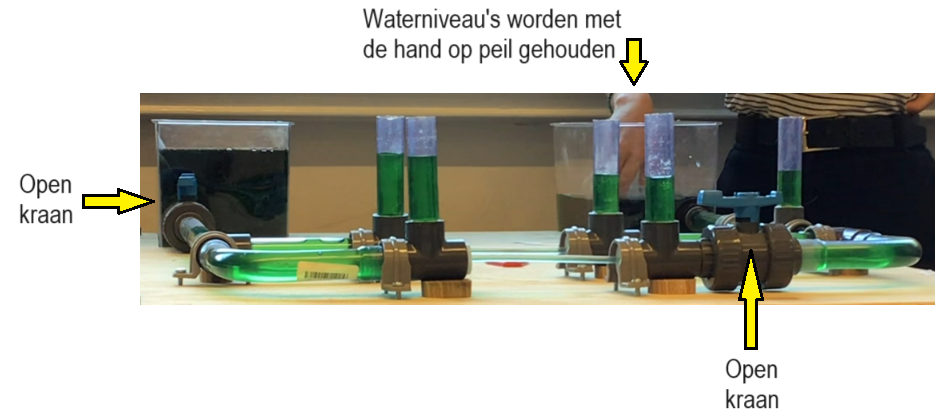 Waterniveau's worden met
de hand op peil gehouden
Open
kraan
Open
kraan